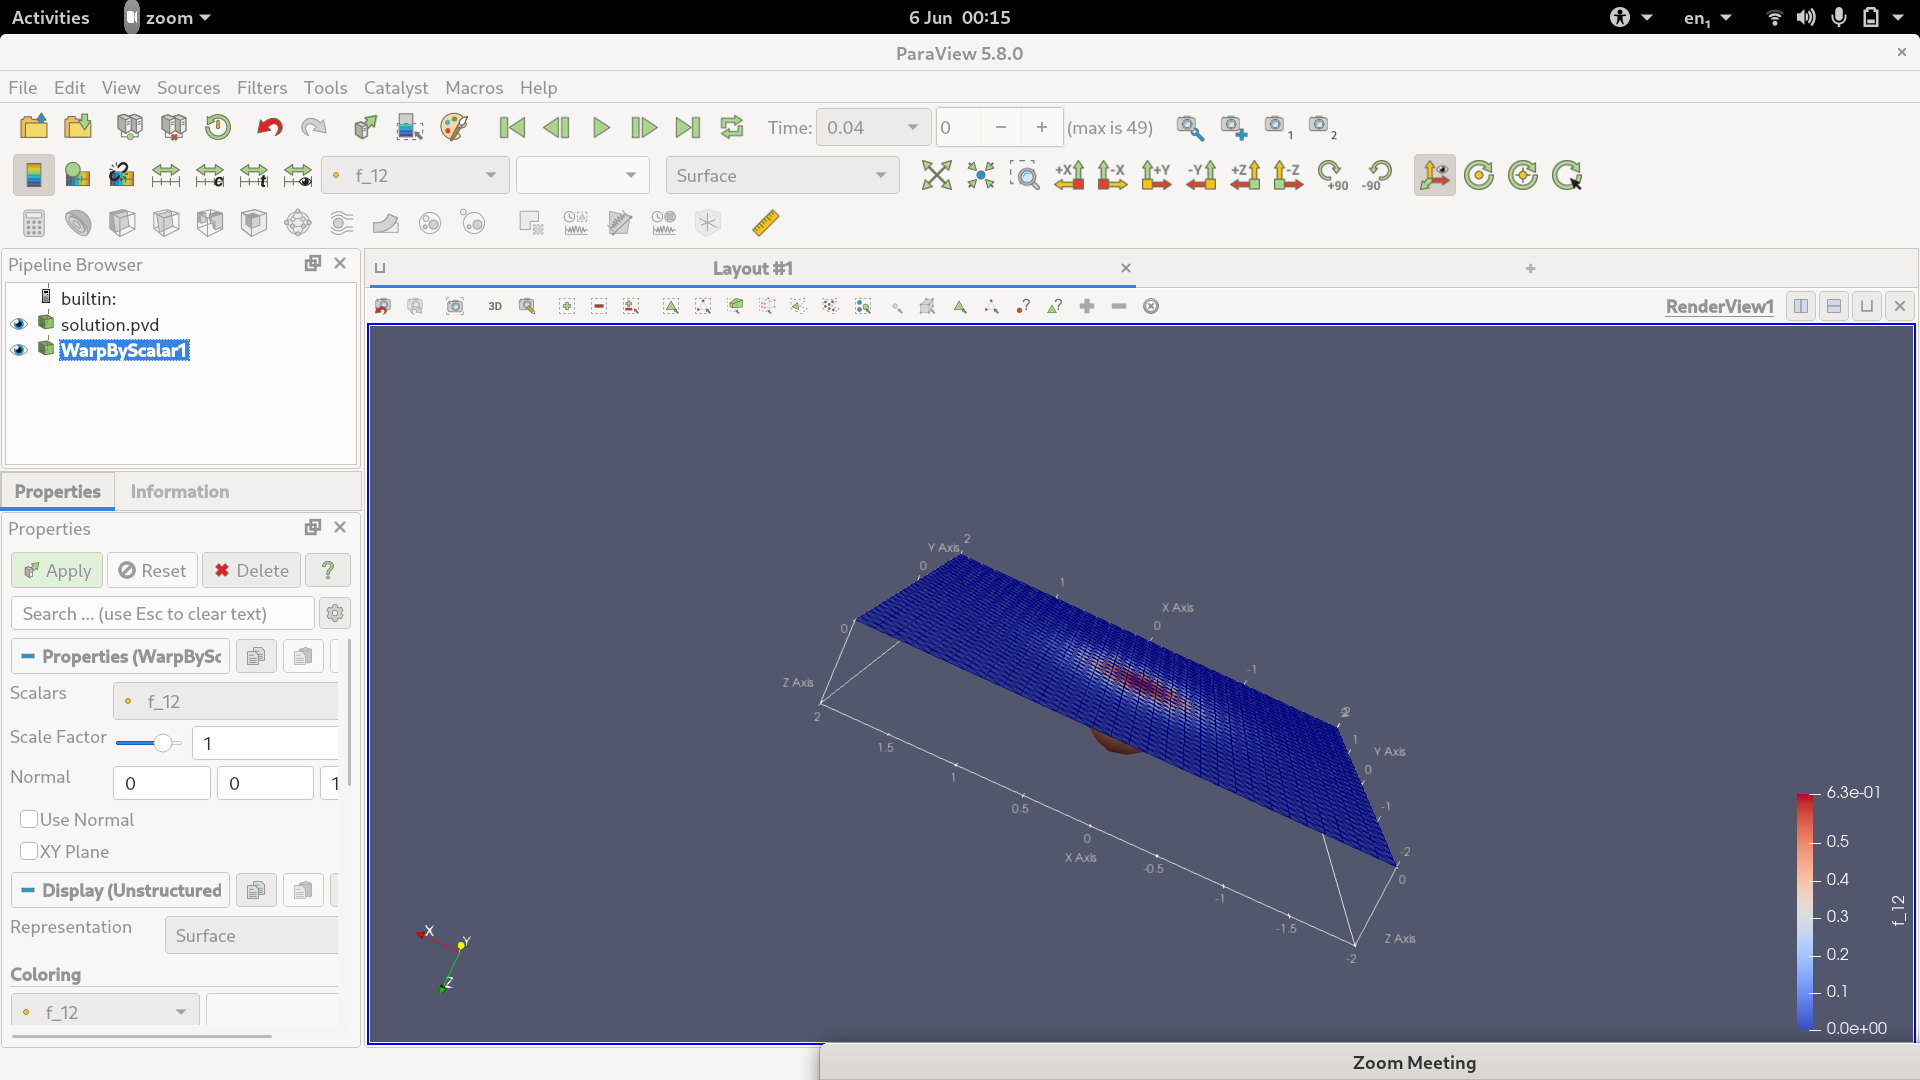 Activities zoom 6 Jun 00:15 en1
ParaView 5.8.0
File Edit View Sources Filters Tools Catalyst Macros Help
Time: 0.04 0 (max is 49) 1 2
f_12 Surface +X -X +Y -Y +Z -Z +90 -90
Pipeline Browser
Layout #1
builtin:
solution.pvd
WarpByScalar1
3D
RenderView1
Properties Information
Properties
Apply Reset Delete ?
Search ... (use Esc to clear text)
Properties (WarpBySc
Scalars f_12
Scale Factor 1
Normal 0 0 1
Use Normal
XY Plane
Display (Unstructured
Representation Surface
Coloring
f_12
Y Axis 2
0
1
X Axis
0
0
-1
Z Axis
2
2
1
Y Axis
0
-1
-2
0
1.5
1
0.5
0
X Axis
-0.5
-1
-1.5
-2
Z Axis
X
Y
Z
6.3e-01
0.5
0.4
0.3
0.2
0.1
0.0e+00
f_12
Zoom Meeting